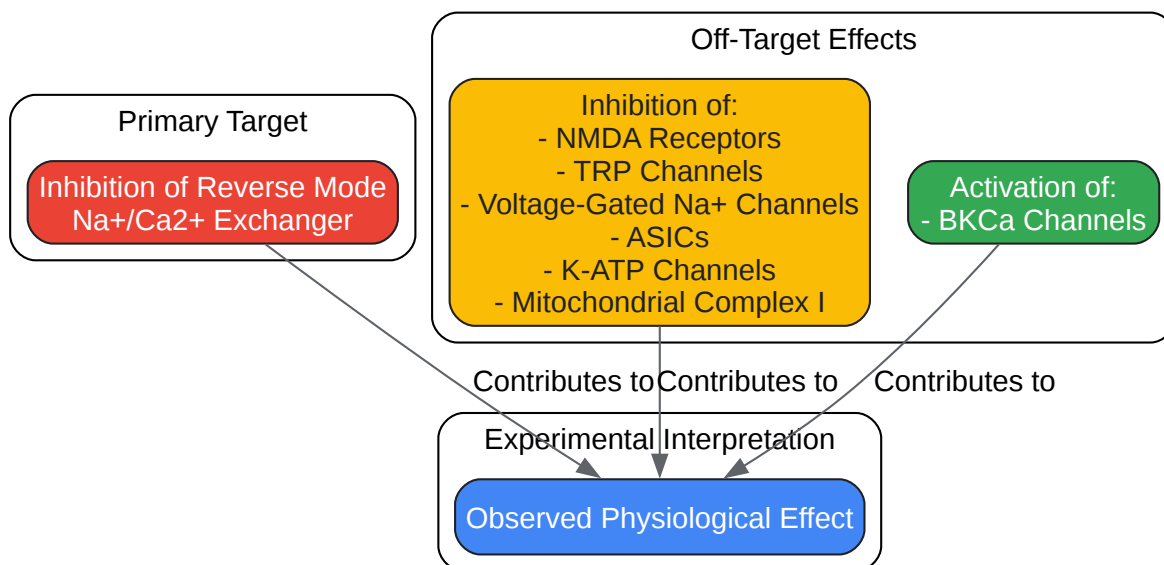 Off-Target Effects
Primary Target
Inhibition of Reverse Mode
Na+/Ca2+ Exchanger
Inhibition of:
- NMDA Receptors
- TRP Channels
- Voltage-Gated Na+ Channels
- ASICs
- K-ATP Channels
- Mitochondrial Complex I
Activation of:
- BKCa Channels
Contributes to
Contributes to
Contributes to
Experimental Interpretation
Observed Physiological Effect